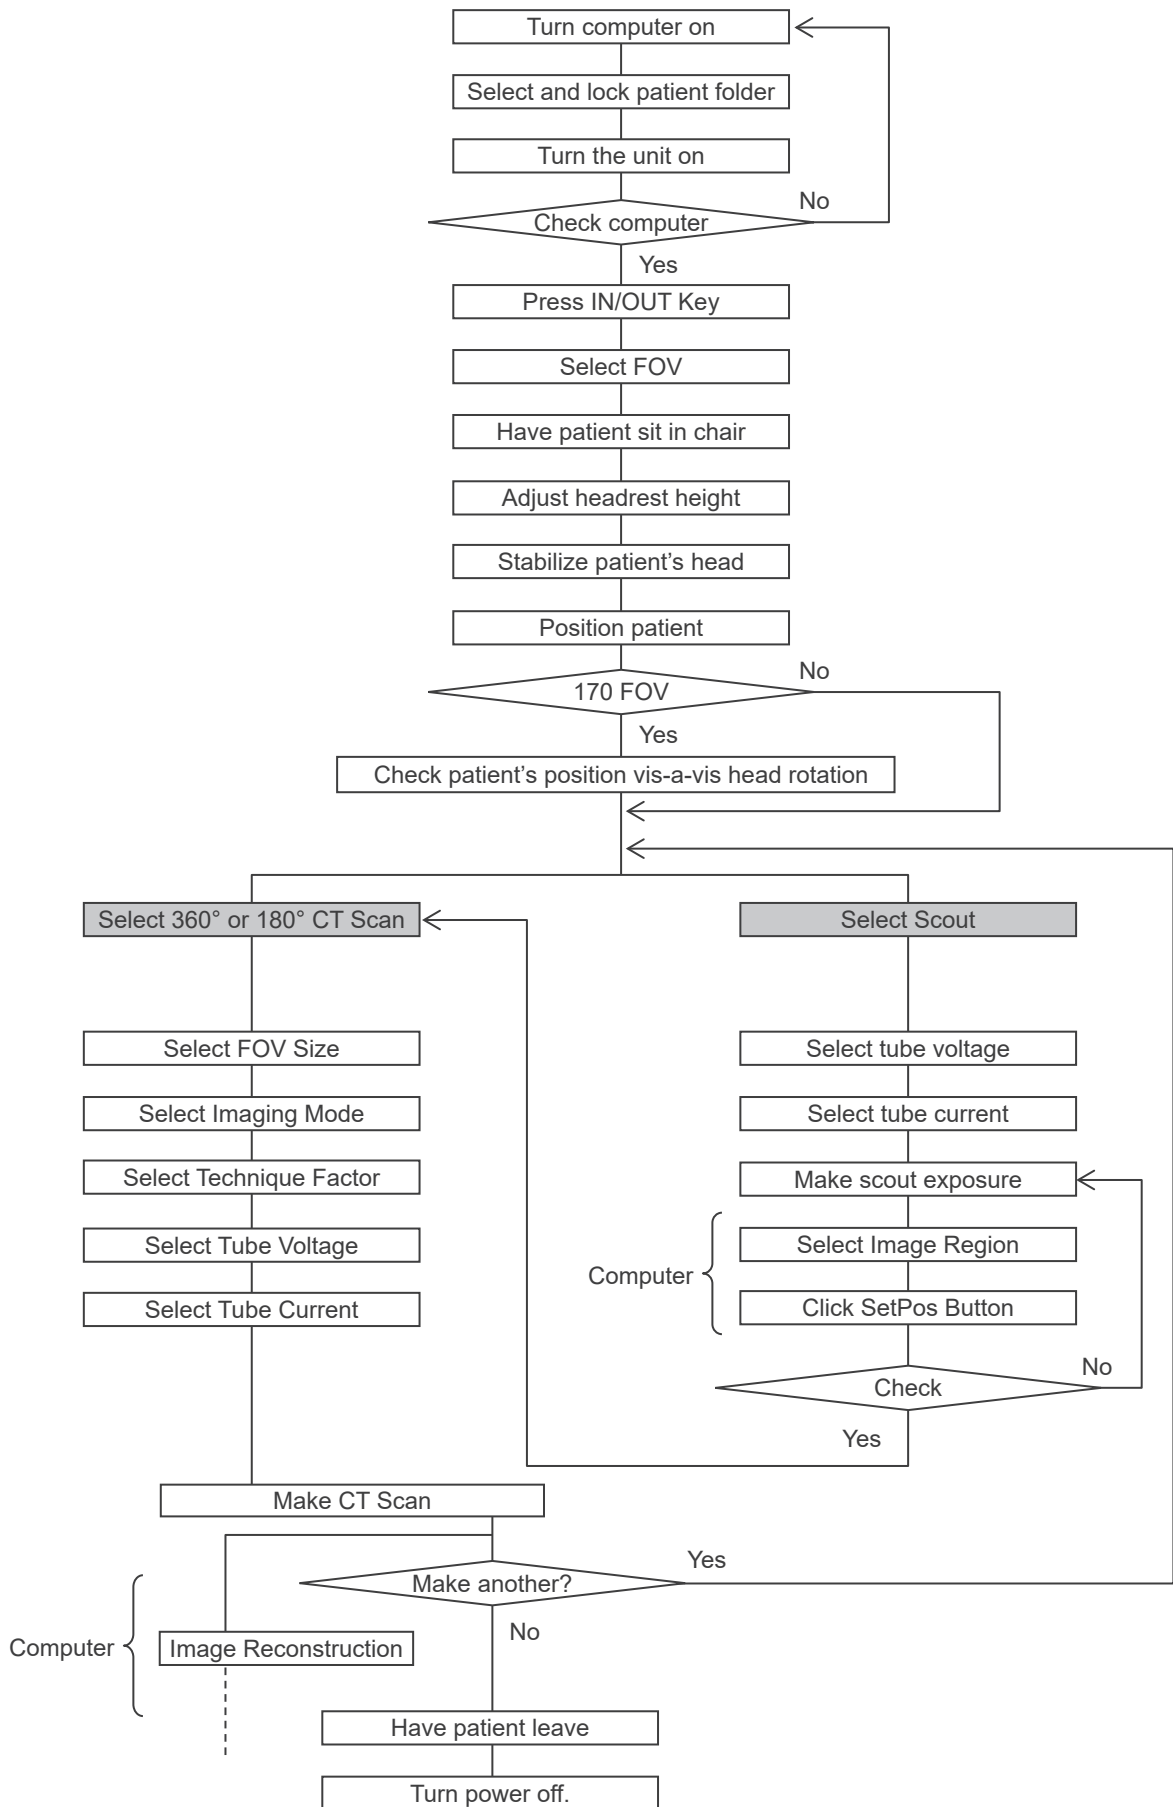 Turn computer on
Select and lock patient folder
Turn the unit on
No
Check computer
Yes
Press IN/OUT Key
Select FOV
Have patient sit in chair
Adjust headrest height
Stabilize patient’s head
Position patient
No
170 FOV
Yes
Check patient’s position vis-a-vis head rotation
Select 360° or 180° CT Scan
Select FOV Size
Select Imaging Mode
Select Technique Factor
Select Tube Voltage
Select Tube Current
Select Scout
Select tube voltage
Select tube current
Make scout exposure
Select Image Region
Computer
Click SetPos Button
No
Check
Yes
Make CT Scan
Yes
Make another?
No
Computer
Image Reconstruction
Have patient leave
Turn power off.